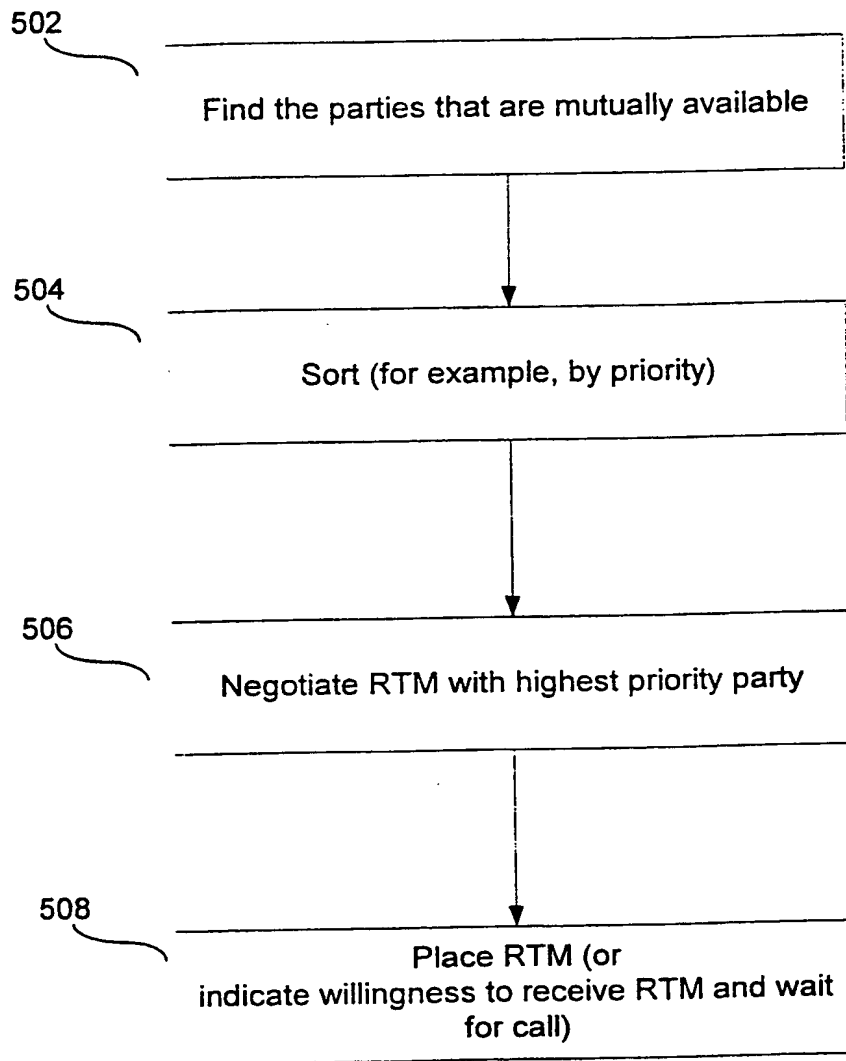 502
Find the parties that are mutually available
504
Sort (for example, by priority)
506
Negotiate RTM with highest priority party
508
Place RTM (or
indicate willingness to receive RTM and wait
for call)